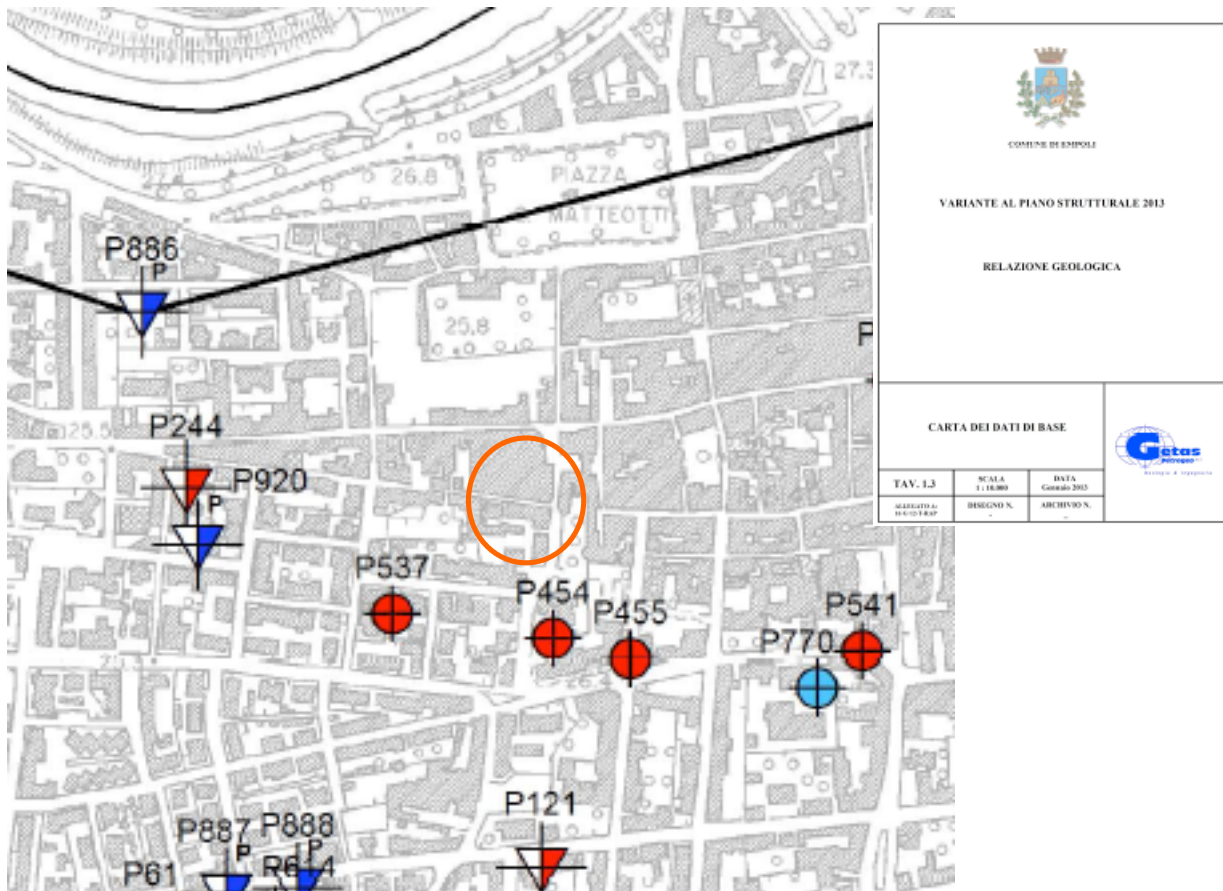 27.3
26.8
PIAZZA
MATTEOTTI
P886
P
25.8
P
25.5
P244
P920
P
P537
P454
P455
P541
P770
P121
P887
P888
P
P
P61
COMUNE DI EMPOLI
VARIANTE AL PIANO STRUTTURALE 2013
RELAZIONE GEOLOGICA
CARTA DEI DATI DI BASE
TAV. 1.3
SCALA
1 : 10.000
DATA
Gennaio 2013
ALLEGATO A:
DISEGNO N.
-
ARCHIVIO N.
-
Getas
Petrogeo